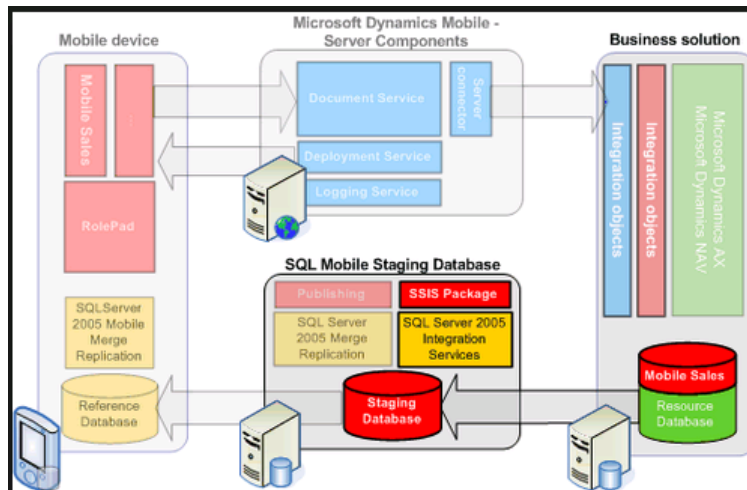 Mobile device
Microsoft Dynamics Mobile -
Server Components
Business solution
Mobile Sales
...
RolePad
SQLServer
2005 Mobile
Merge
Replication
Reference
Database
Document Service
Server
connector
Deployment Service
Logging Service
SQL Mobile Staging Database
Publishing
SSIS Package
SQL Server
2005 Merge
Replication
SQL Server 2005
Integration
Services
Staging
Database
Integration objects
Integration objects
Microsoft Dynamics AX
Microsoft Dynamics NAV
Mobile Sales
Resource
Database